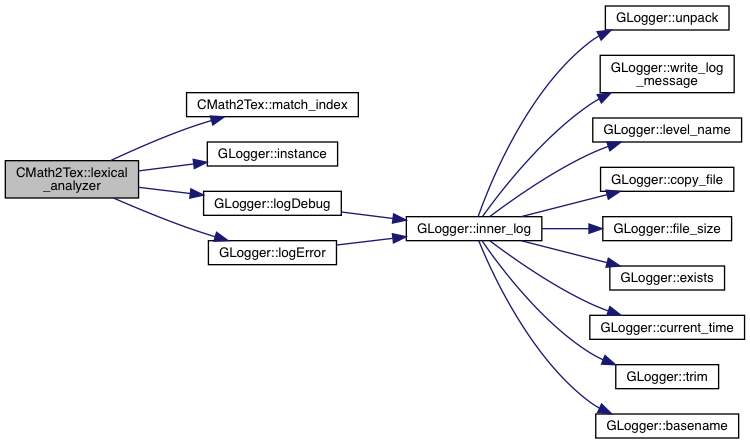 CMath2Tex::lexical
_analyzer
CMath2Tex::match_index
GLogger::instance
GLogger::logDebug
GLogger::logError
GLogger::inner_log
GLogger::unpack
GLogger::write_log
_message
GLogger::level_name
GLogger::copy_file
GLogger::file_size
GLogger::exists
GLogger::current_time
GLogger::trim
GLogger::basename